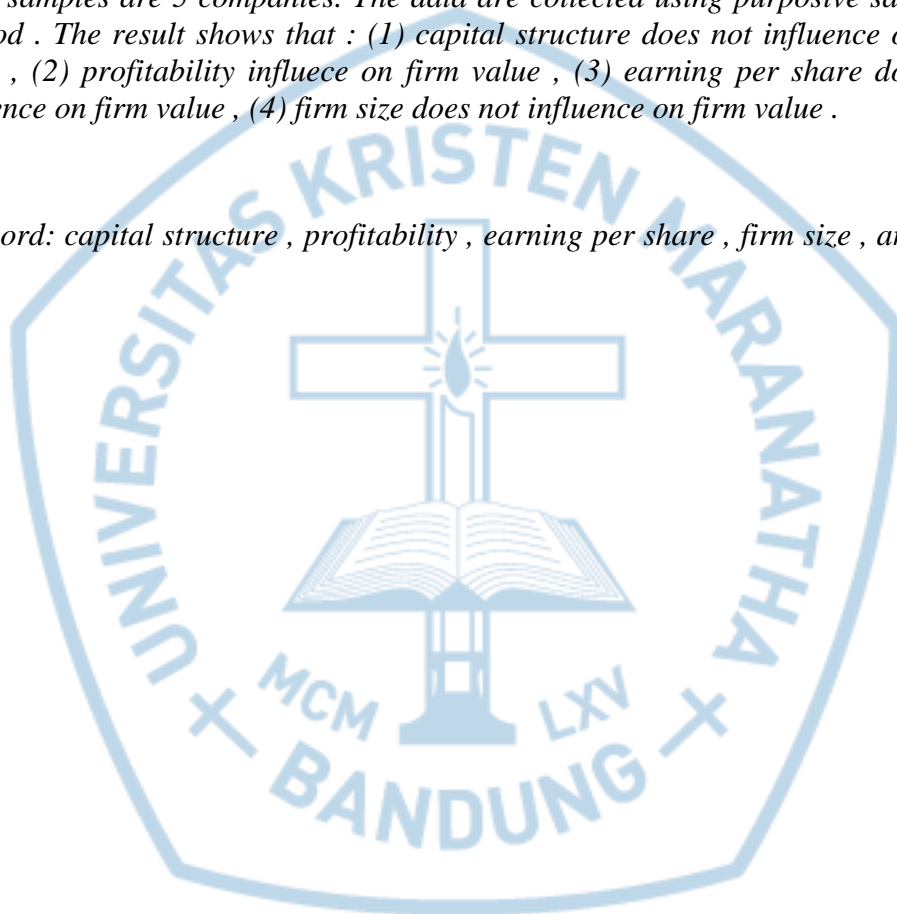 samples are companies. The data are collected using purposive sa
od . The result shows that : (1) capital structure does not influence o
, (2) profitability influece on firm value , (3) earning per share do
ence on firm value , (4) firm size does not influence on firm value .
ord: capital structure , profitability , earning per share , firm size , an
UNIVERSITAS KRISTEN MARANATHA
MCM LXV
+ BANDUNG +